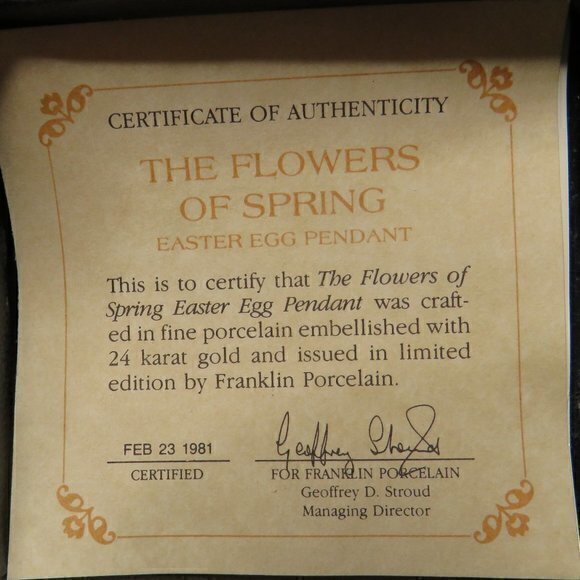 CERTIFICATE OF AUTHENTICITY
THE FLOWERS
OF SPRING
EASTER EGG PENDANT
This is to certify that The Flowers of
Spring Easter Egg Pendant was craft-
ed in fine porcelain embellished with
24 karat gold and issued in limited
edition by Franklin Porcelain.
FEB 23 1981
CERTIFIED
Geoffrey Stroud
FOR FRANKLIN PORCELAIN
Geoffrey D. Stroud
Managing Director